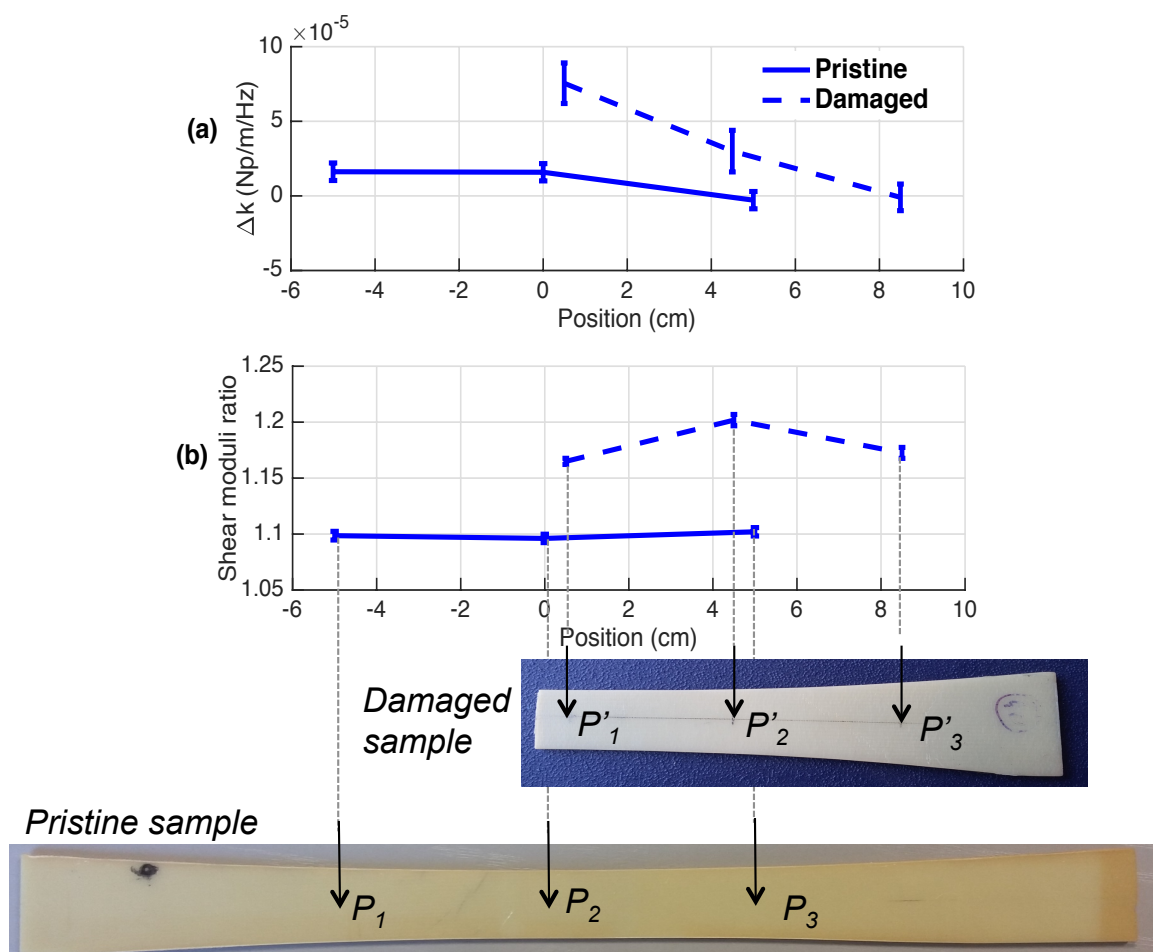 ×10⁻⁵
10
5
0
-5
(a)
Δk (Np/m/Hz)
Pristine
Damaged
-6 -4 -2 0 2 4 6 8 10
Position (cm)
1.25
1.2
1.15
1.1
1.05
(b)
Shear moduli ratio
-6 -4 -2 0 2 4 6 8 10
Position (cm)
Damaged
sample
P'₁ P'₂ P'₃
Pristine sample
P₁ P₂ P₃